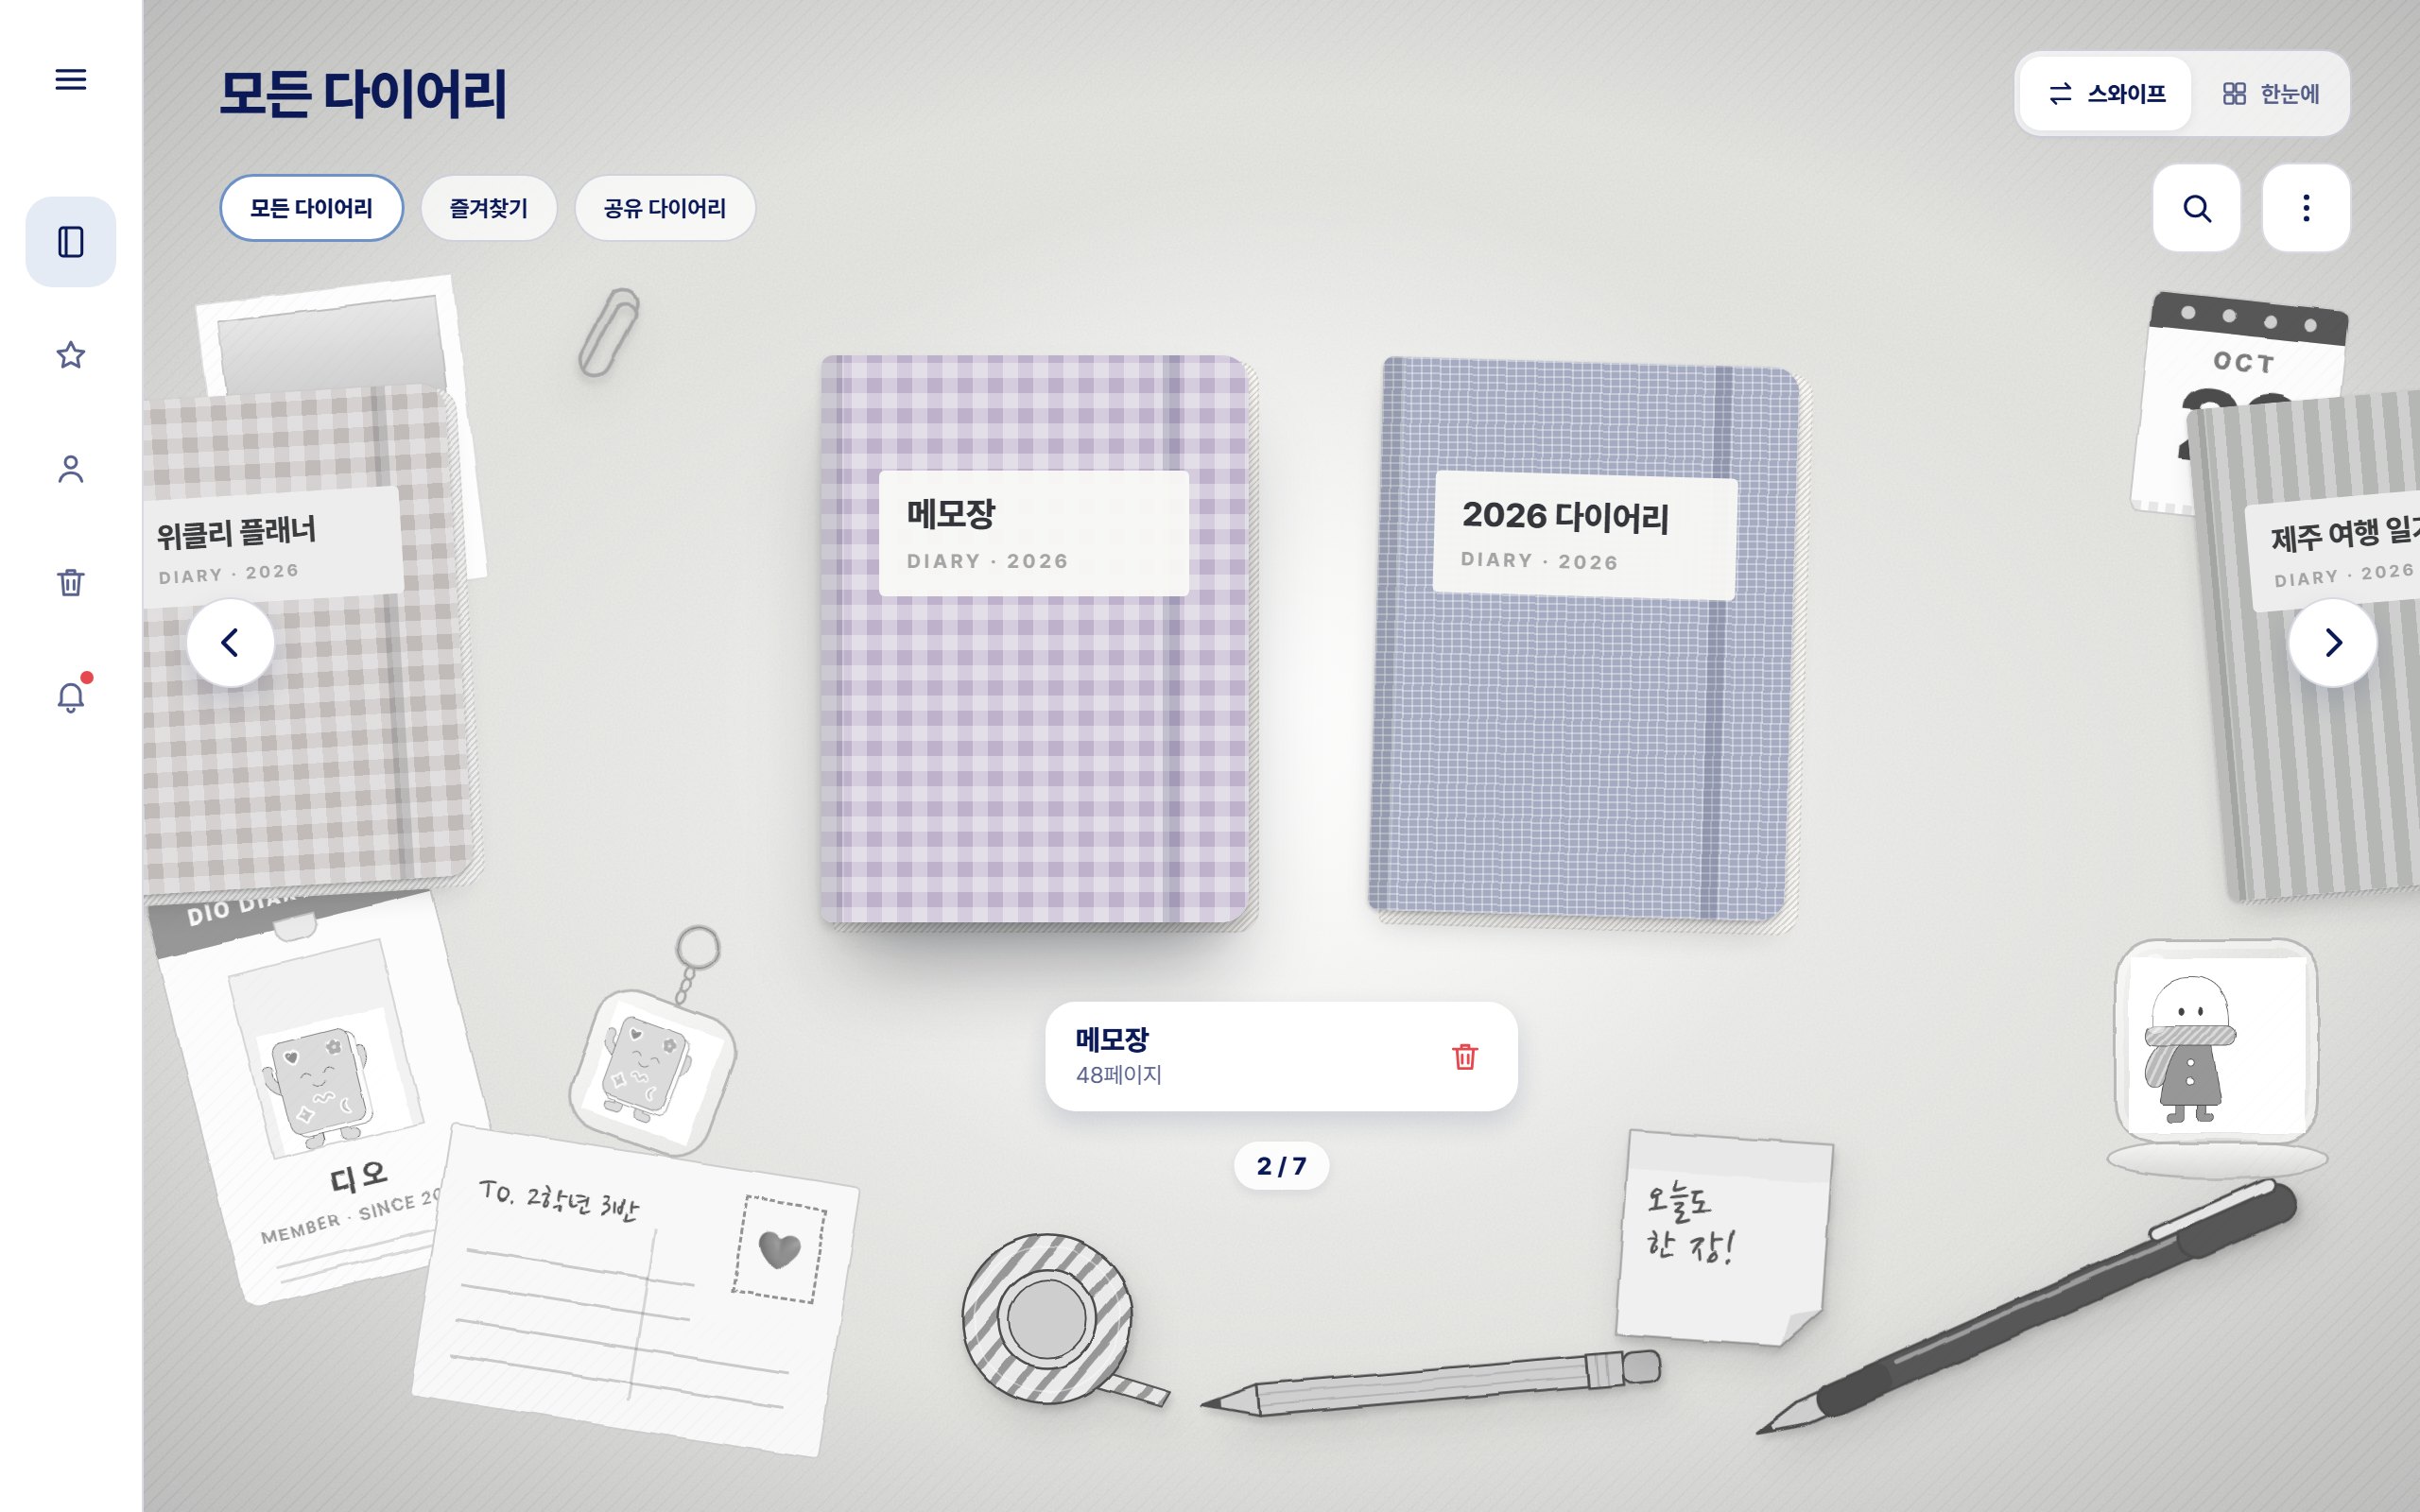 모든 다이어리
스와이프
한눈에
모든 다이어리
즐겨찾기
공유 다이어리
OCT
위클리 플래너
DIARY · 2026
메모장
DIARY · 2026
2026 다이어리
DIARY · 2026
제주 여행
DIARY · 2026
DIO
디오
MEMBER · SINCE
메모장
48페이지
2 / 7
TO. 2학년 3반
오늘도
한 장!